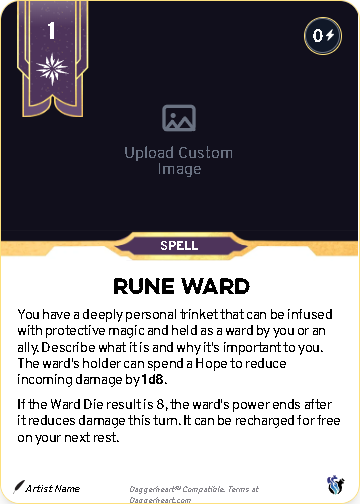 1
0
Upload Custom
Image
SPELL
RUNE WARD
You have a deeply personal trinket that can be infused
with protective magic and held as a ward by you or an
ally. Describe what it is and why it's important to you.
The ward's holder can spend a Hope to reduce
incoming damage by 1d8.
If the Ward Die result is 8, the ward's power ends after
it reduces damage this turn. It can be recharged for free
on your next rest.
Artist Name
Daggerheart℠ Compatible. Terms at
Daggerheart.com